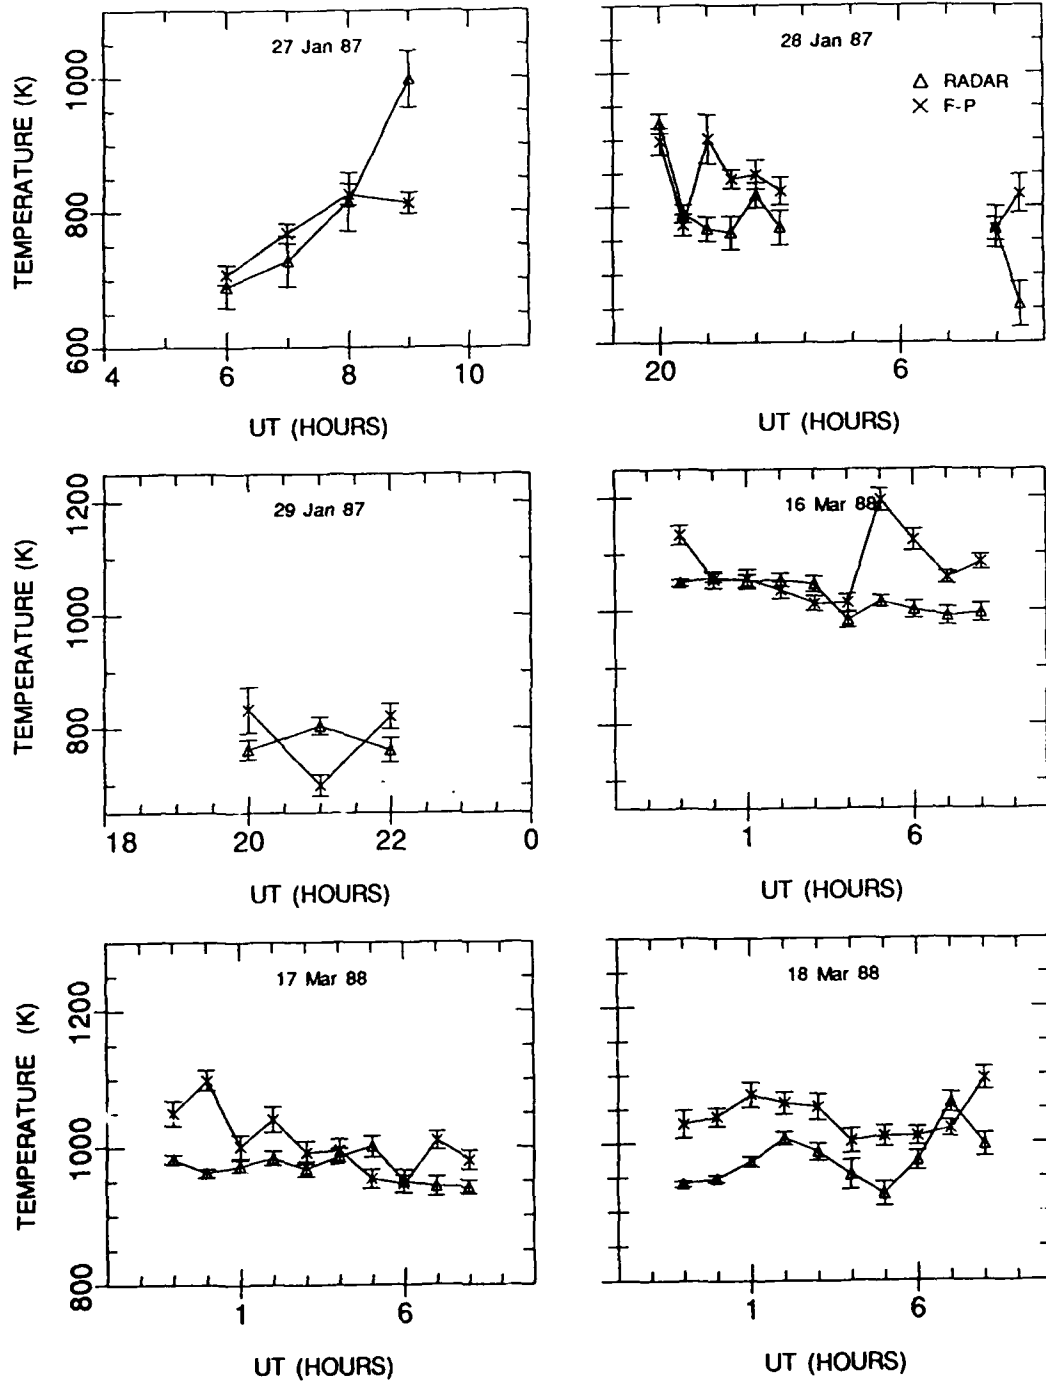 27 Jan 87
TEMPERATURE (K)
1000
800
600
4 6 8 10
UT (HOURS)
28 Jan 87
△ RADAR
× F-P
20 6
UT (HOURS)
29 Jan 87
TEMPERATURE (K)
1200
1000
800
18 20 22 0
UT (HOURS)
16 Mar 88
1 6
UT (HOURS)
17 Mar 88
TEMPERATURE (K)
1200
1000
800
1 6
UT (HOURS)
18 Mar 88
1 6
UT (HOURS)